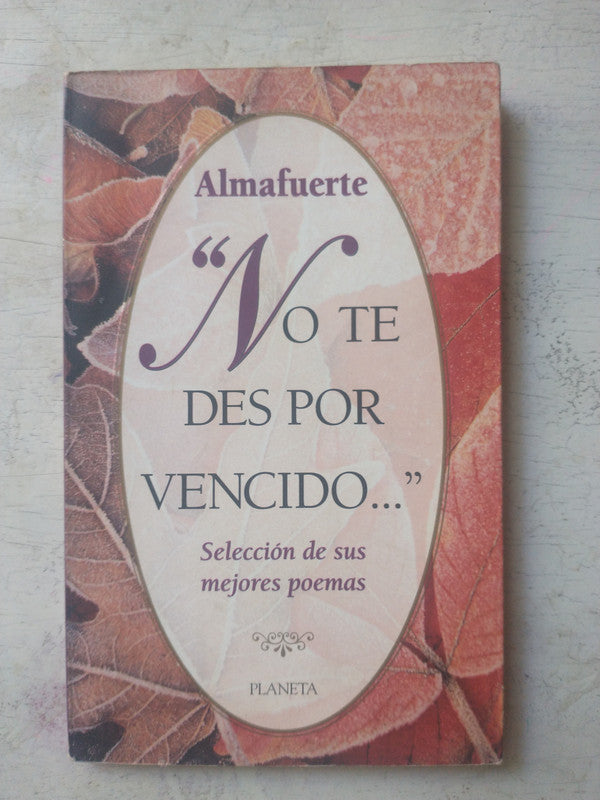 Almafuerte
“No te
des por
vencido...”
Selección de sus
mejores poemas
PLANETA